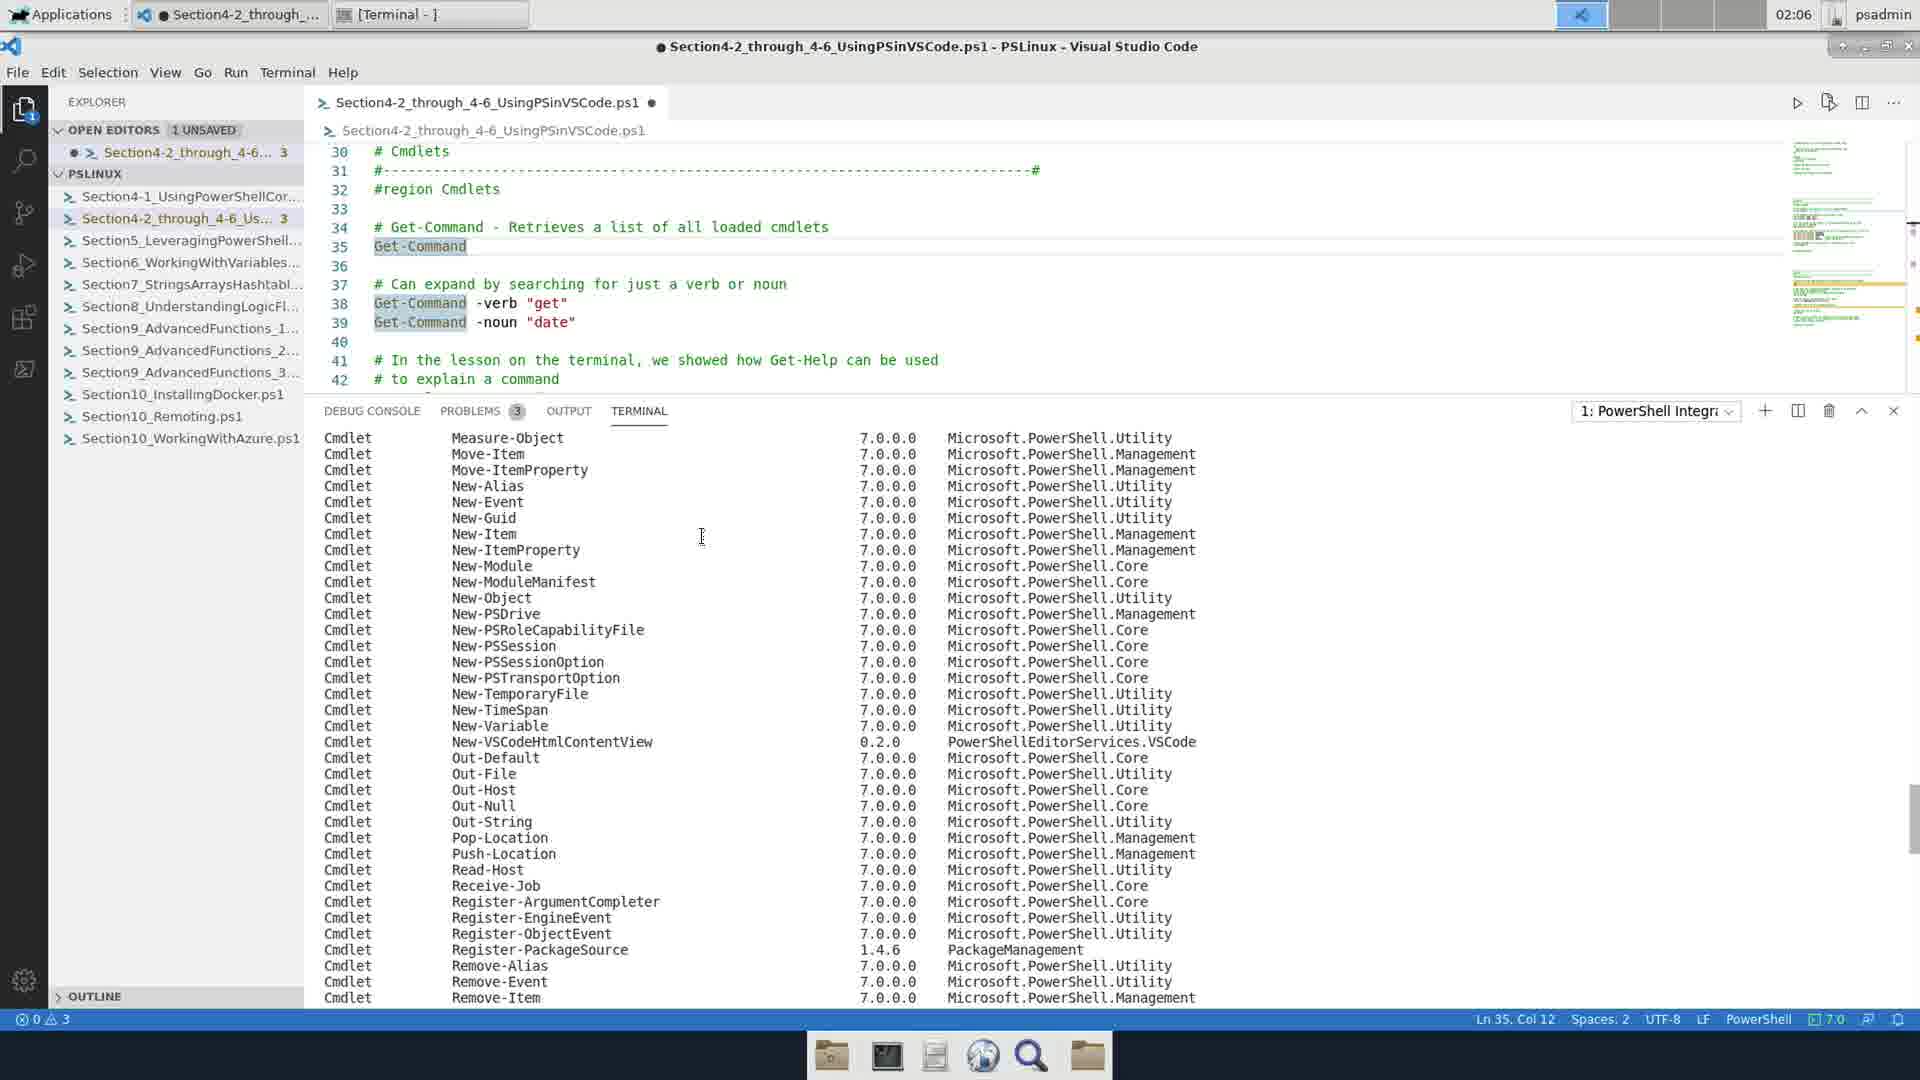 Applications
● Section4-2_through_...
[Terminal - ]
02:06
psadmin
● Section4-2_through_4-6_UsingPSinVSCode.ps1 - PSLinux - Visual Studio Code
File Edit Selection View Go Run Terminal Help
EXPLORER
OPEN EDITORS 1 UNSAVED
Section4-2_through_4-6... 3
PSLINUX
Section4-1_UsingPowerShellCor...
Section4-2_through_4-6_Us... 3
Section5_LeveragingPowerShell...
Section6_WorkingWithVariables...
Section7_StringsArraysHashtabl...
Section8_UnderstandingLogicFl...
Section9_AdvancedFunctions_1...
Section9_AdvancedFunctions_2...
Section9_AdvancedFunctions_3...
Section10_InstallingDocker.ps1
Section10_Remoting.ps1
Section10_WorkingWithAzure.ps1
OUTLINE
1
Section4-2_through_4-6_UsingPSinVSCode.ps1 ●
Section4-2_through_4-6_UsingPSinVSCode.ps1
30 # Cmdlets
31 #-----------------------------------------------------------------------------#
32 #region Cmdlets
33
34 # Get-Command - Retrieves a list of all loaded cmdlets
35 Get-Command
36
37 # Can expand by searching for just a verb or noun
38 Get-Command -verb "get"
39 Get-Command -noun "date"
40
41 # In the lesson on the terminal, we showed how Get-Help can be used
42 # to explain a command
DEBUG CONSOLE PROBLEMS 3 OUTPUT TERMINAL
1: PowerShell Integra
Cmdlet Measure-Object 7.0.0.0 Microsoft.PowerShell.Utility
Cmdlet Move-Item 7.0.0.0 Microsoft.PowerShell.Management
Cmdlet Move-ItemProperty 7.0.0.0 Microsoft.PowerShell.Management
Cmdlet New-Alias 7.0.0.0 Microsoft.PowerShell.Utility
Cmdlet New-Event 7.0.0.0 Microsoft.PowerShell.Utility
Cmdlet New-Guid 7.0.0.0 Microsoft.PowerShell.Utility
Cmdlet New-Item 7.0.0.0 Microsoft.PowerShell.Management
Cmdlet New-ItemProperty 7.0.0.0 Microsoft.PowerShell.Management
Cmdlet New-Module 7.0.0.0 Microsoft.PowerShell.Core
Cmdlet New-ModuleManifest 7.0.0.0 Microsoft.PowerShell.Core
Cmdlet New-Object 7.0.0.0 Microsoft.PowerShell.Utility
Cmdlet New-PSDrive 7.0.0.0 Microsoft.PowerShell.Management
Cmdlet New-PSRoleCapabilityFile 7.0.0.0 Microsoft.PowerShell.Core
Cmdlet New-PSSession 7.0.0.0 Microsoft.PowerShell.Core
Cmdlet New-PSSessionOption 7.0.0.0 Microsoft.PowerShell.Core
Cmdlet New-PSTransportOption 7.0.0.0 Microsoft.PowerShell.Core
Cmdlet New-TemporaryFile 7.0.0.0 Microsoft.PowerShell.Utility
Cmdlet New-TimeSpan 7.0.0.0 Microsoft.PowerShell.Utility
Cmdlet New-Variable 7.0.0.0 Microsoft.PowerShell.Utility
Cmdlet New-VSCodeHtmlContentView 0.2.0 PowerShellEditorServices.VSCode
Cmdlet Out-Default 7.0.0.0 Microsoft.PowerShell.Core
Cmdlet Out-File 7.0.0.0 Microsoft.PowerShell.Utility
Cmdlet Out-Host 7.0.0.0 Microsoft.PowerShell.Core
Cmdlet Out-Null 7.0.0.0 Microsoft.PowerShell.Core
Cmdlet Out-String 7.0.0.0 Microsoft.PowerShell.Utility
Cmdlet Pop-Location 7.0.0.0 Microsoft.PowerShell.Management
Cmdlet Push-Location 7.0.0.0 Microsoft.PowerShell.Management
Cmdlet Read-Host 7.0.0.0 Microsoft.PowerShell.Utility
Cmdlet Receive-Job 7.0.0.0 Microsoft.PowerShell.Core
Cmdlet Register-ArgumentCompleter 7.0.0.0 Microsoft.PowerShell.Core
Cmdlet Register-EngineEvent 7.0.0.0 Microsoft.PowerShell.Utility
Cmdlet Register-ObjectEvent 7.0.0.0 Microsoft.PowerShell.Utility
Cmdlet Register-PackageSource 1.4.6 PackageManagement
Cmdlet Remove-Alias 7.0.0.0 Microsoft.PowerShell.Utility
Cmdlet Remove-Event 7.0.0.0 Microsoft.PowerShell.Utility
Cmdlet Remove-Item 7.0.0.0 Microsoft.PowerShell.Management
0 3
Ln 35, Col 12 Spaces: 2 UTF-8 LF PowerShell 7.0